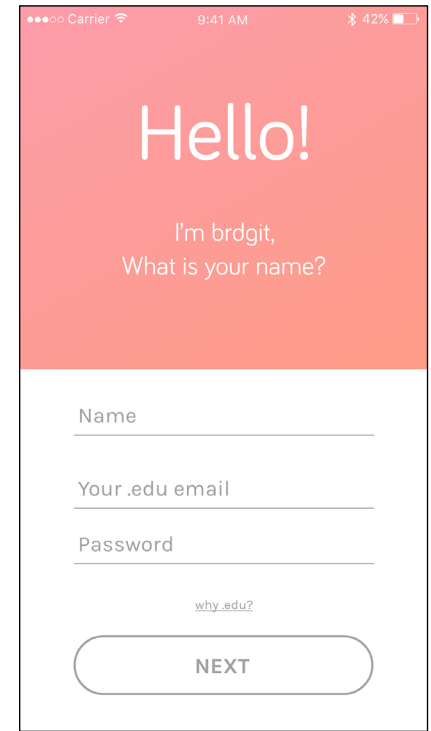 Carrier 9:41 AM 42%
Hello!
I'm brdgit,
What is your name?
Name
Your .edu email
Password
why .edu?
NEXT